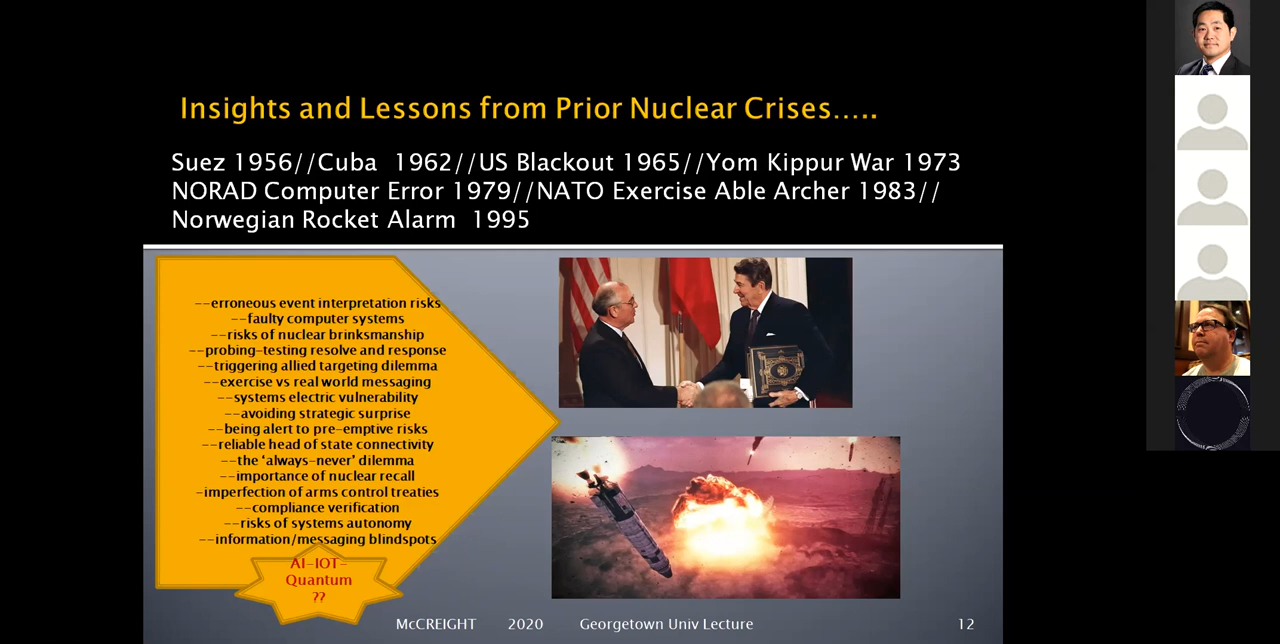 Insights and Lessons from Prior Nuclear Crises.....
Suez 1956//Cuba 1962//US Blackout 1965//Yom Kippur War 1973
NORAD Computer Error 1979//NATO Exercise Able Archer 1983//
Norwegian Rocket Alarm 1995
--erroneous event interpretation risks
--faulty computer systems
--risks of nuclear brinksmanship
--probing-testing resolve and response
--triggering allied targeting dilemma
--exercise vs real world messaging
--systems electric vulnerability
--avoiding strategic surprise
--being alert to pre-emptive risks
--reliable head of state connectivity
--the ‘always-never’ dilemma
--importance of nuclear recall
-imperfection of arms control treaties
--compliance verification
--risks of systems autonomy
--information/messaging blindspots
AI-IOT-
Quantum
??
McCREIGHT 2020 Georgetown Univ Lecture 12